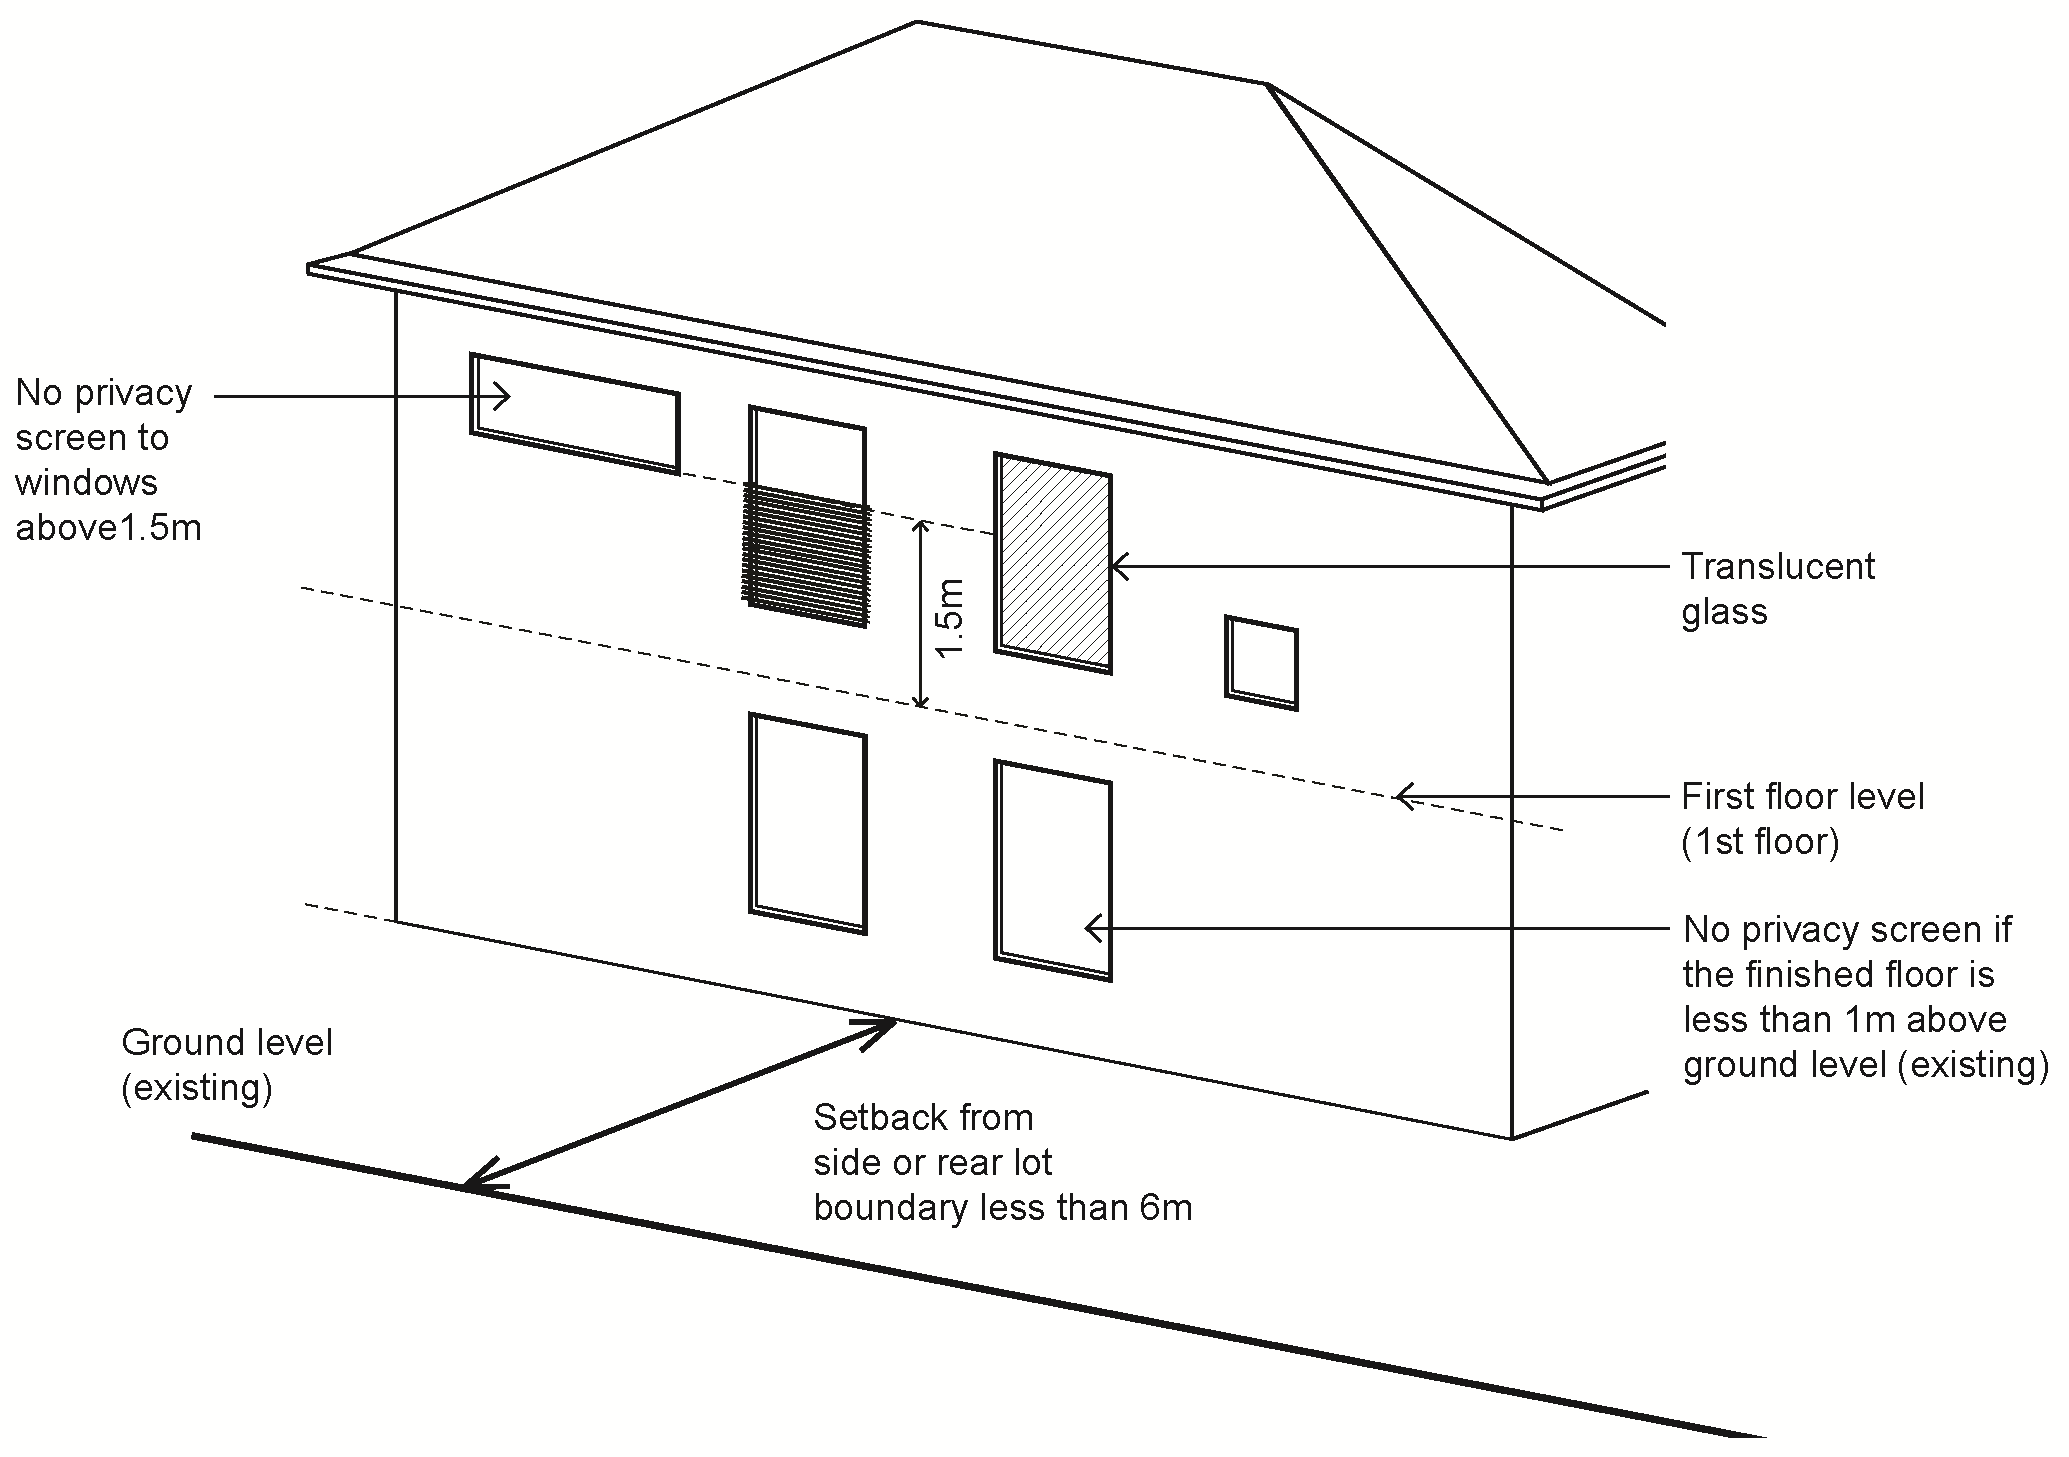 No privacy
screen to
windows
above1.5m
1.5m
Translucent
glass
First floor level
(1st floor)
No privacy screen if
the finished floor is
less than 1m above
ground level (existing)
Ground level
(existing)
Setback from
side or rear lot
boundary less than 6m